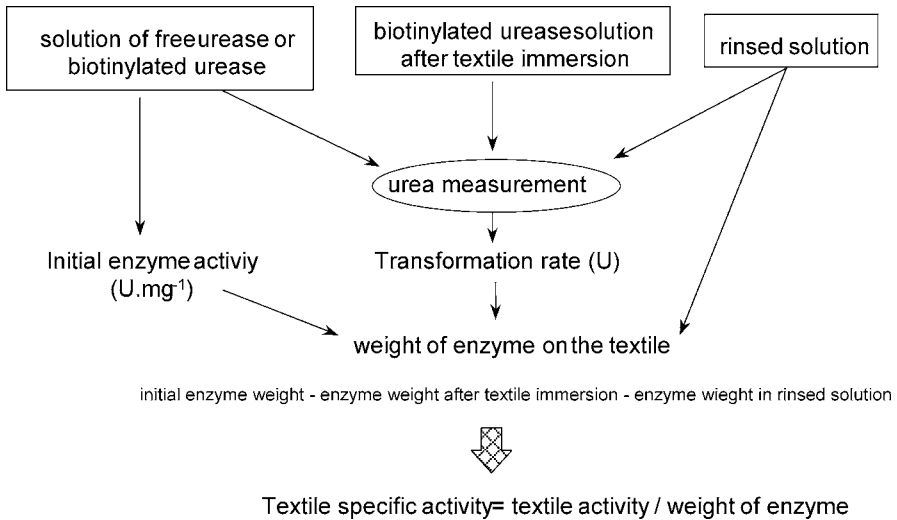 solution of freeurease or
biotinylated urease
biotinylated ureasesolution
after textile immersion
rinsed solution
urea measurement
Initial enzyme activiy
(U.mg-1)
Transformation rate (U)
weight of enzyme on the textile
initial enzyme weight - enzyme weight after textile immersion - enzyme wieght in rinsed solution
Textile specific activity= textile activity / weight of enzyme